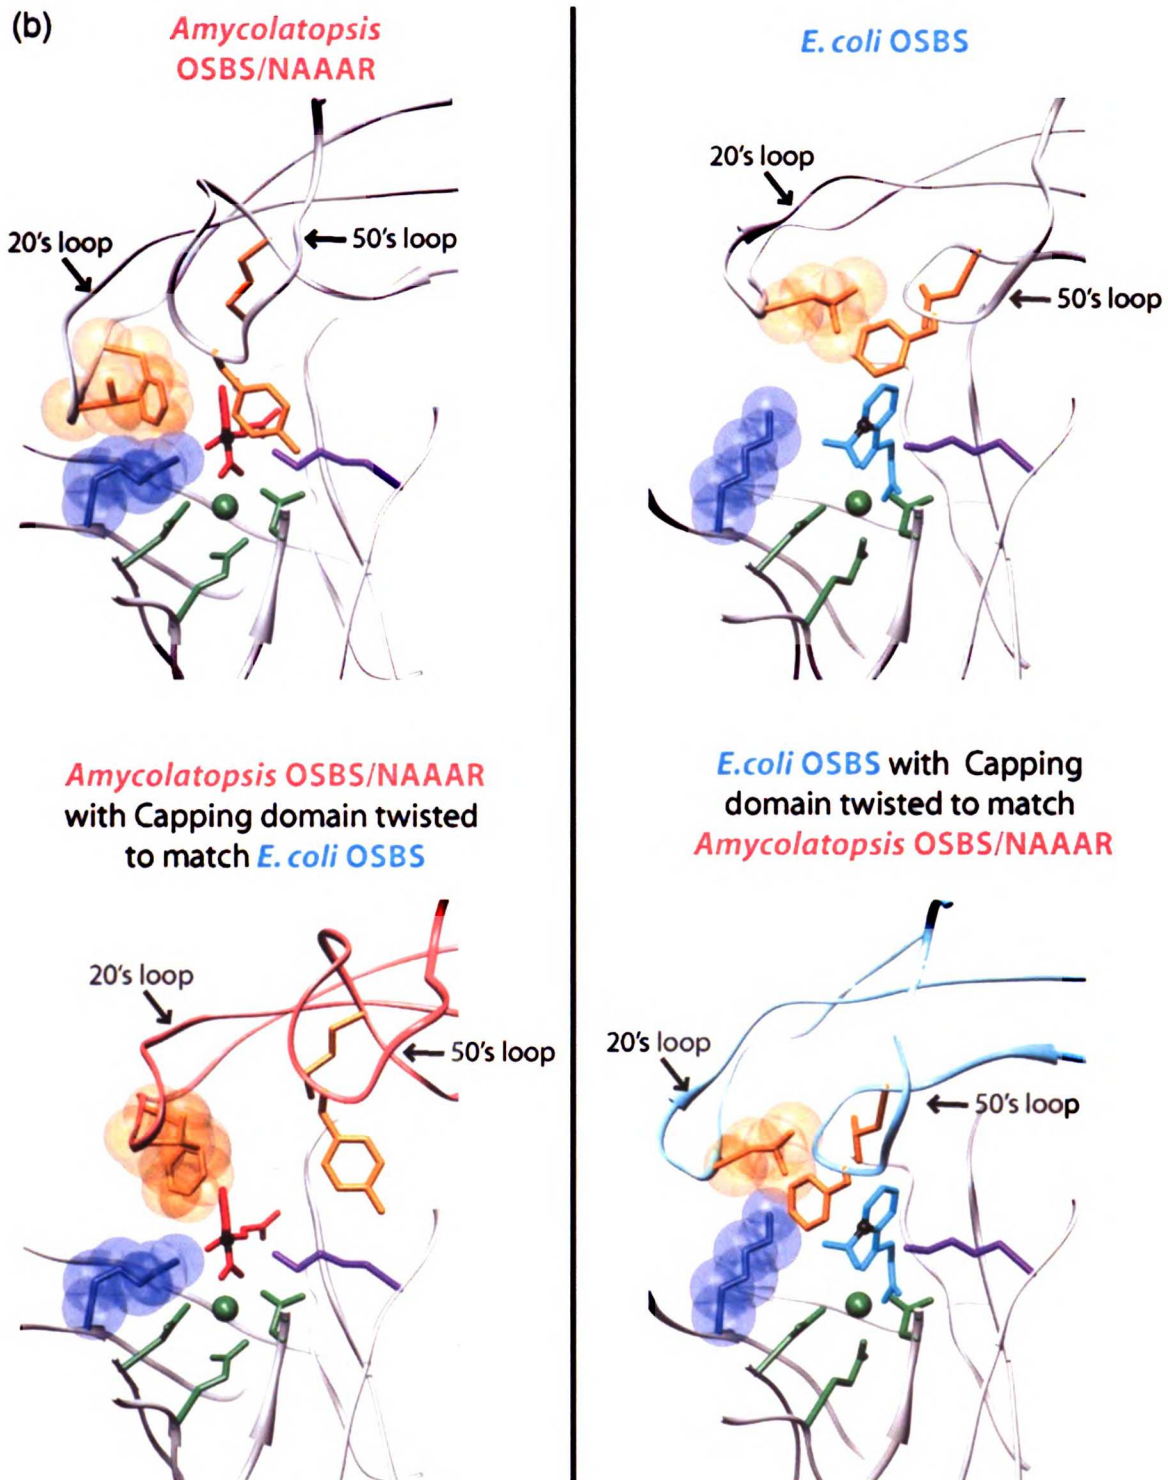 (b)
Amycolatopsis
OSBS/NAAAR
20's loop
50's loop
E. coli OSBS
20's loop
50's loop
Amycolatopsis OSBS/NAAAR
with Capping domain twisted
to match E. coli OSBS
20's loop
50's loop
E.coli OSBS with Capping
domain twisted to match
Amycolatopsis OSBS/NAAAR
20's loop
50's loop